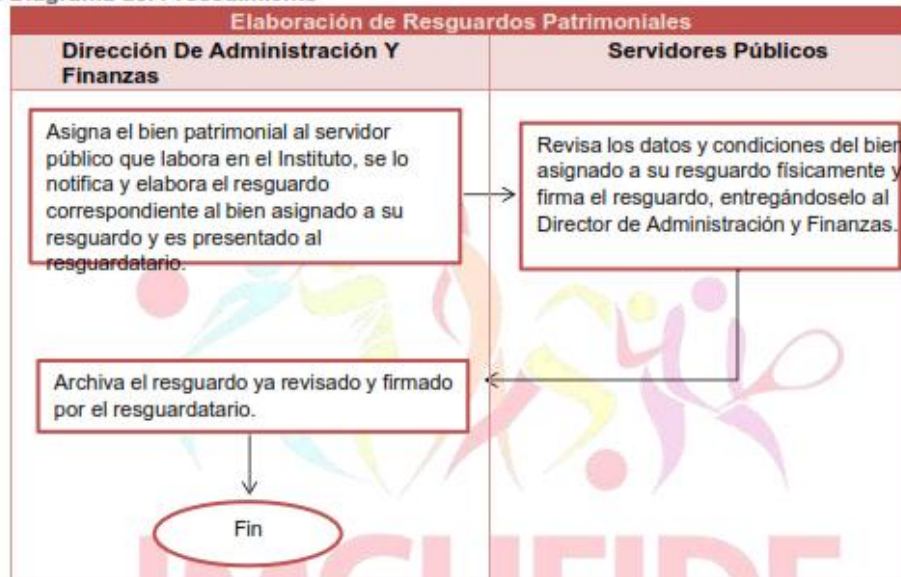 Elaboración de Resguardos Patrimoniales
Dirección De Administración Y
Finanzas
Servidores Públicos
Asigna el bien patrimonial al servidor
público que labora en el Instituto, se lo
notifica y elabora el resguardo
correspondiente al bien asignado a su
resguardo y es presentado al
resguardatario.
Revisa los datos y condiciones del bien
asignado a su resguardo físicamente y
firma el resguardo, entregándoselo al
Director de Administración y Finanzas.
Archiva el resguardo ya revisado y firmado
por el resguardatario.
Fin